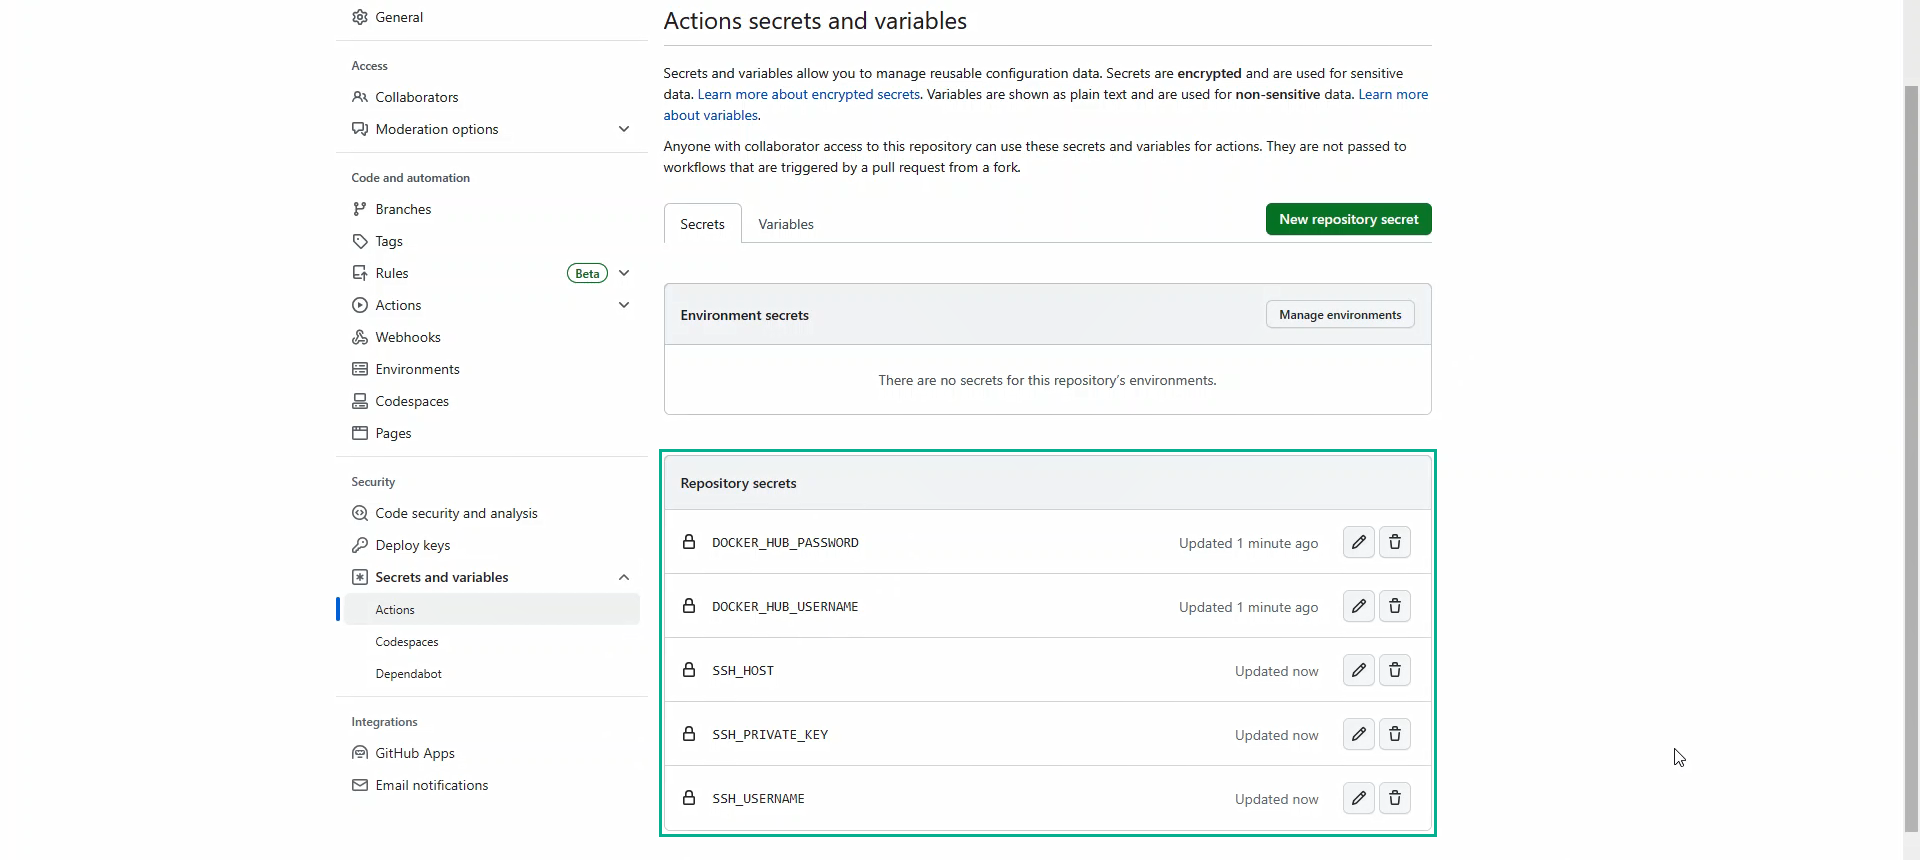 General
Access
Collaborators
Moderation options
Code and automation
Branches
Tags
Rules Beta
Actions
Webhooks
Environments
Codespaces
Pages
Security
Code security and analysis
Deploy keys
Secrets and variables
Actions
Codespaces
Dependabot
Integrations
GitHub Apps
Email notifications
Actions secrets and variables
Secrets and variables allow you to manage reusable configuration data. Secrets are encrypted and are used for sensitive
data. Learn more about encrypted secrets. Variables are shown as plain text and are used for non-sensitive data. Learn more
about variables.
Anyone with collaborator access to this repository can use these secrets and variables for actions. They are not passed to
workflows that are triggered by a pull request from a fork.
Secrets Variables New repository secret
Environment secrets Manage environments
There are no secrets for this repository's environments.
Repository secrets
DOCKER_HUB_PASSWORD Updated 1 minute ago
DOCKER_HUB_USERNAME Updated 1 minute ago
SSH_HOST Updated now
SSH_PRIVATE_KEY Updated now
SSH_USERNAME Updated now